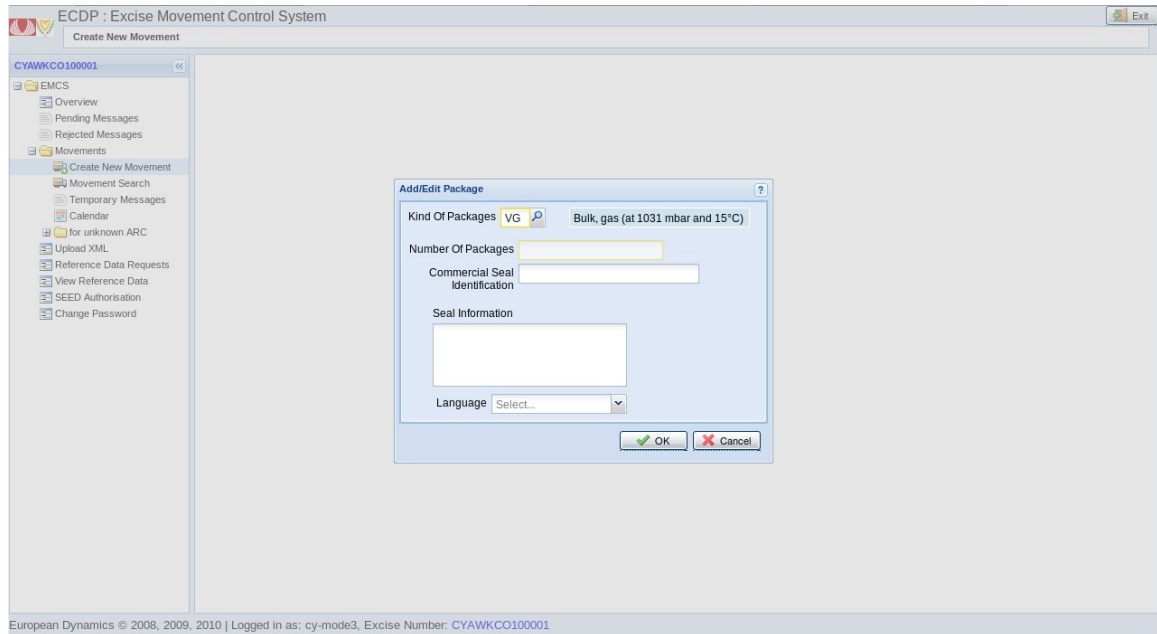 ECDP : Excise Movement Control System
Exit
Create New Movement
CYAWKCO100001
EMCS
Overview
Pending Messages
Rejected Messages
Movements
Create New Movement
Movement Search
Temporary Messages
Calendar
for unknown ARC
Upload XML
Reference Data Requests
View Reference Data
SEED Authorisation
Change Password
Add/Edit Package
?
Kind Of Packages VG Bulk, gas (at 1031 mbar and 15°C)
Number Of Packages
Commercial Seal
Identification
Seal Information
Language Select...
OK Cancel
European Dynamics © 2008, 2009, 2010 | Logged in as: cy-mode3, Excise Number: CYAWKCO100001